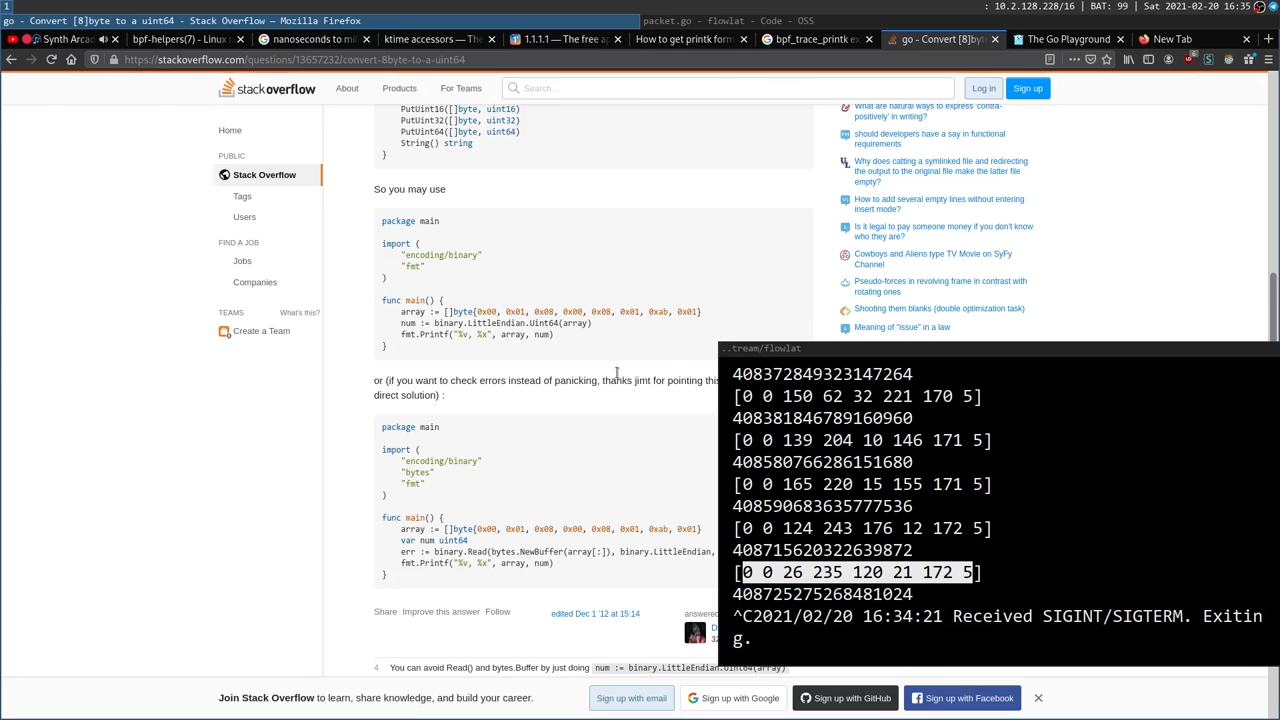 1
: 10.2.128.228/16 | BAT: 99 | Sat 2021-02-20 16:35
go - Convert [8]byte to a uint64 - Stack Overflow - Mozilla Firefox
packet.go - flowlat - Code - OSS
Synth Arcad
bpf-helpers(7) - Linux
nanoseconds to mi
ktime accessors — The
1.1.1.1 — The free ap
How to get printk form
bpf_trace_printk ex
go - Convert [8]byte
The Go Playground
New Tab
https://stackoverflow.com/questions/13657232/convert-8byte-to-a-uint64
stackoverflow
About
Products
For Teams
Search...
Log in
Sign up
Home
PUBLIC
Stack Overflow
Tags
Users
FIND A JOB
Jobs
Companies
TEAMS
What's this?
Create a Team
PutUint16([]byte, uint16)
PutUint32([]byte, uint32)
PutUint64([]byte, uint64)
String() string
}
So you may use
package main
import (
"encoding/binary"
"fmt"
)
func main() {
array := []byte{0x00, 0x01, 0x08, 0x00, 0x08, 0x01, 0xab, 0x01}
num := binary.LittleEndian.Uint64(array)
fmt.Printf("%v, %x", array, num)
}
or (if you want to check errors instead of panicking, thanks jimt for pointing this
direct solution) :
package main
import (
"encoding/binary"
"bytes"
"fmt"
)
func main() {
array := []byte{0x00, 0x01, 0x08, 0x00, 0x08, 0x01, 0xab, 0x01}
var num uint64
err := binary.Read(bytes.NewBuffer(array[:]), binary.LittleEndian,
fmt.Printf("%v, %x", array, num)
}
Share Improve this answer Follow
edited Dec 1 '12 at 15:14
answered
D
32
4 You can avoid Read() and bytes.Buffer by just doing num := binary.LittleEndian.Uint64(array)
What are natural ways to express 'contra-
positively' in writing?
should developers have a say in functional
requirements
Why does catting a symlinked file and redirecting
the output to the original file make the latter file
empty?
How to add several empty lines without entering
insert mode?
Is it legal to pay someone money if you don't know
who they are?
Cowboys and Aliens type TV Movie on SyFy
Channel
Pseudo-forces in revolving frame in contrast with
rotating ones
Shooting them blanks (double optimization task)
Meaning of "issue" in a law
..tream/flowlat
408372849323147264
[0 0 150 62 32 221 170 5]
408381846789160960
[0 0 139 204 10 146 171 5]
408580766286151680
[0 0 165 220 15 155 171 5]
408590683635777536
[0 0 124 243 176 12 172 5]
408715620322639872
[0 0 26 235 120 21 172 5]
408725275268481024
^C2021/02/20 16:34:21 Received SIGINT/SIGTERM. Exitin
g.
Join Stack Overflow to learn, share knowledge, and build your career.
Sign up with email
Sign up with Google
Sign up with GitHub
Sign up with Facebook